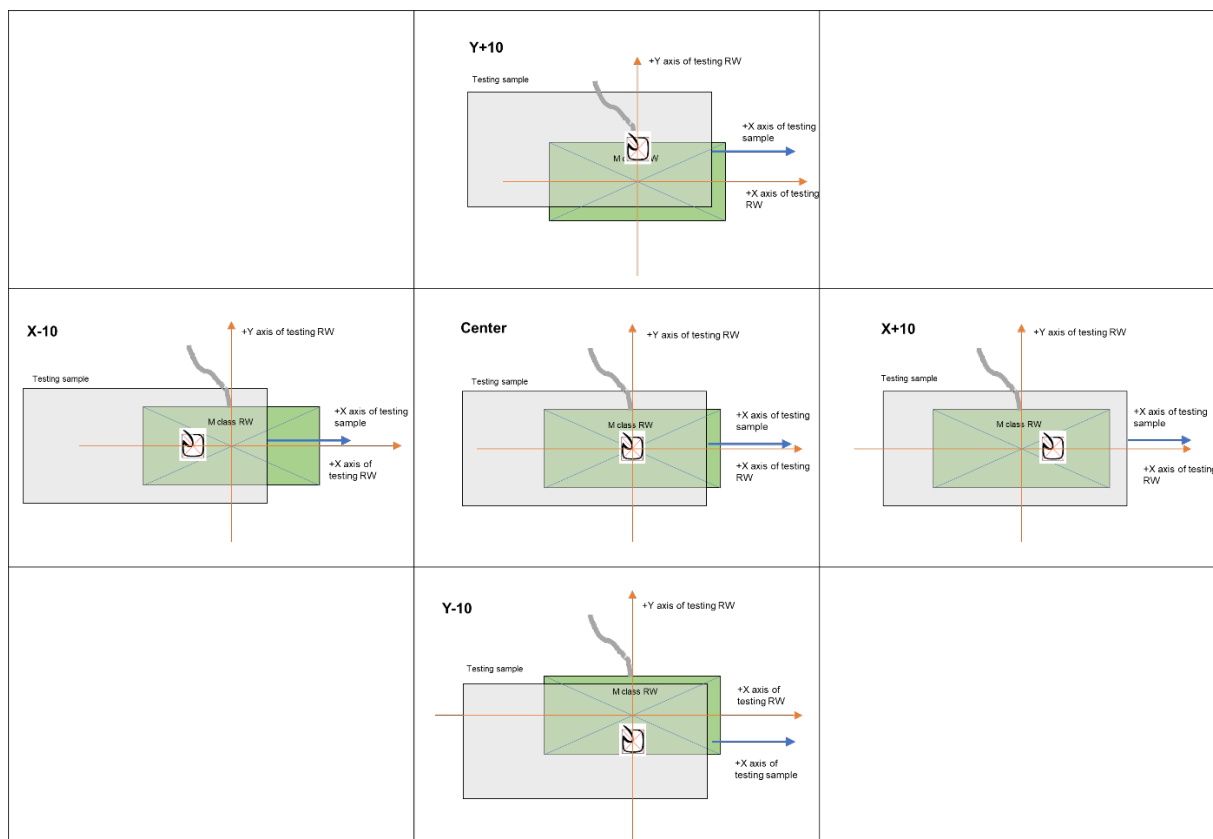 Y+10
+Y axis of testing RW
Testing sample
+X axis of testing
sample
+X axis of testing
RW
X-10
+Y axis of testing RW
Testing sample
M class RW
+X axis of testing
sample
+X axis of
testing RW
Center
+Y axis of testing RW
Testing sample
M class RW
+X axis of testing
sample
+X axis of testing
RW
X+10
+Y axis of testing RW
Testing sample
M class RW
+X axis of testing
sample
+X axis of testing
RW
Y-10
+Y axis of testing RW
Testing sample
M class RW
+X axis of
testing RW
+X axis of
testing sample